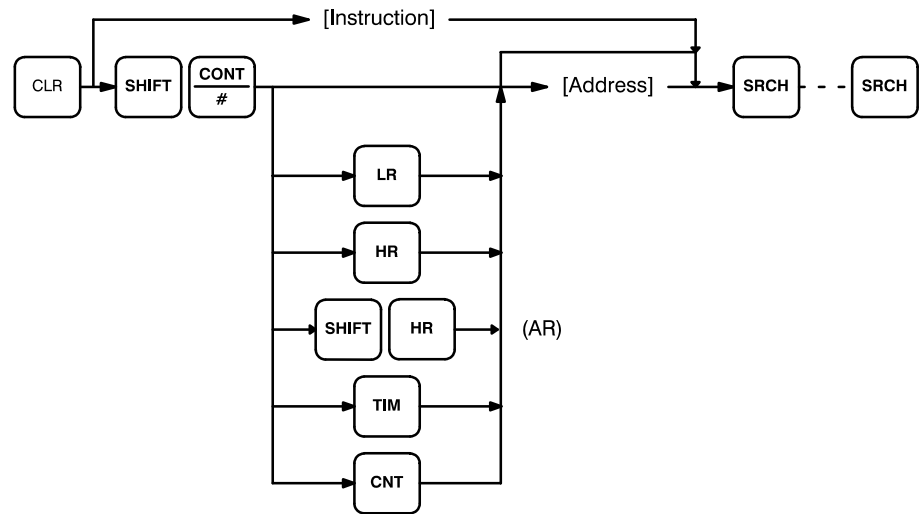 [Instruction]
CLR SHIFT CONT # [Address] SRCH - - - SRCH
LR
HR
SHIFT HR (AR)
TIM
CNT